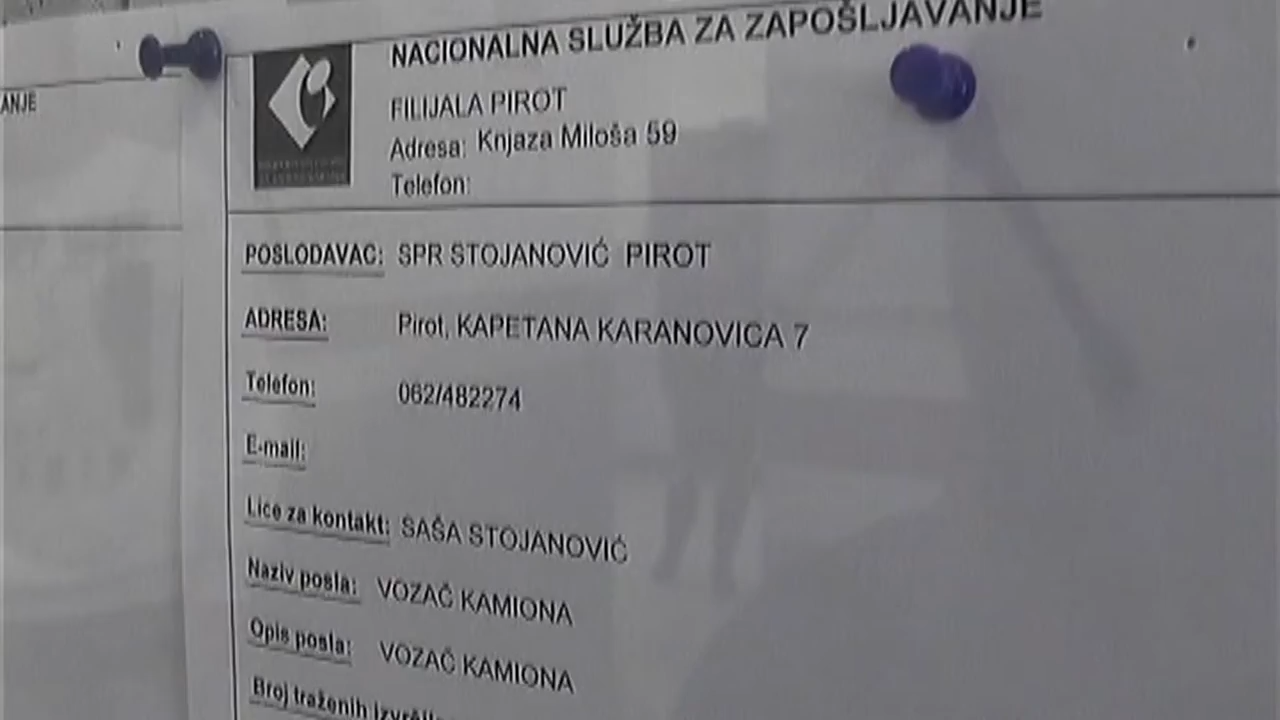 NACIONALNA SLUŽBA ZA ZAPOŠLJAVANJE
ANJE
FILIJALA PIROT
Adresa: Knjaza Miloša 59
Telefon:
POSLODAVAC: SPR STOJANOVIĆ PIROT
ADRESA: Pirot, KAPETANA KARANOVICA 7
Telefon: 062/482274
E-mail:
Lice za kontakt: SAŠA STOJANOVIĆ
Naziv posla: VOZAČ KAMIONA
Opis posla: VOZAČ KAMIONA
Broj traženih